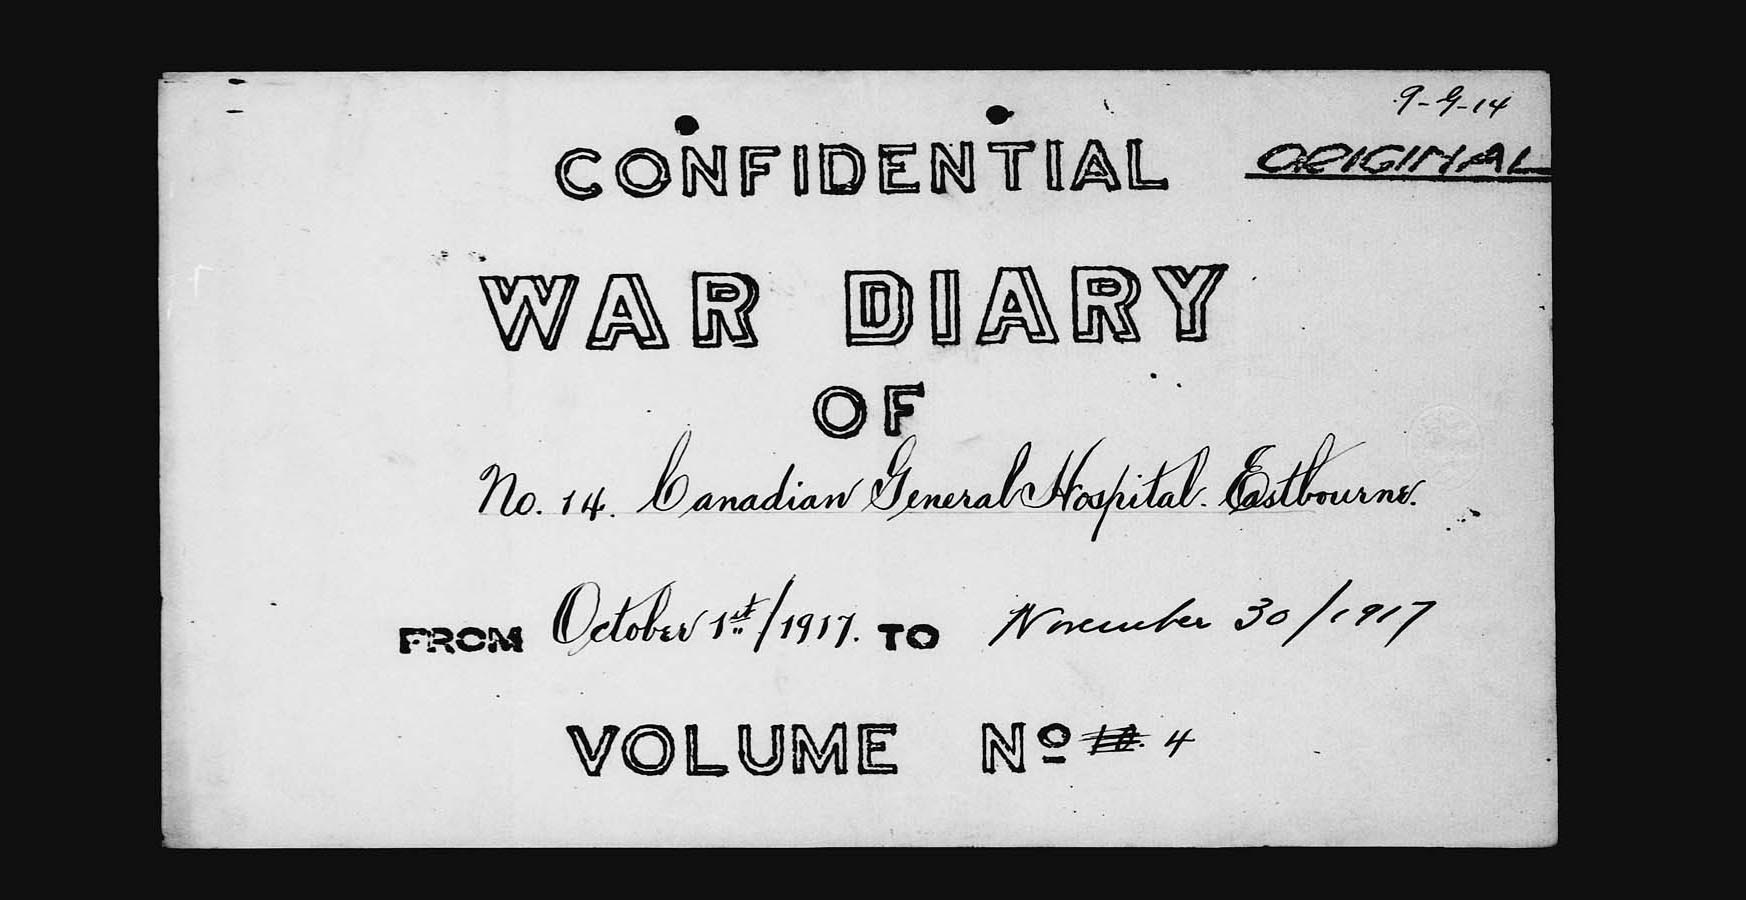 9-9-14
ORIGINAL
CONFIDENTIAL
WAR DIARY
OF
No. 14. Canadian General Hospital. Eastbourne.
FROM October 1st/1917. TO November 30/1917
VOLUME No 4